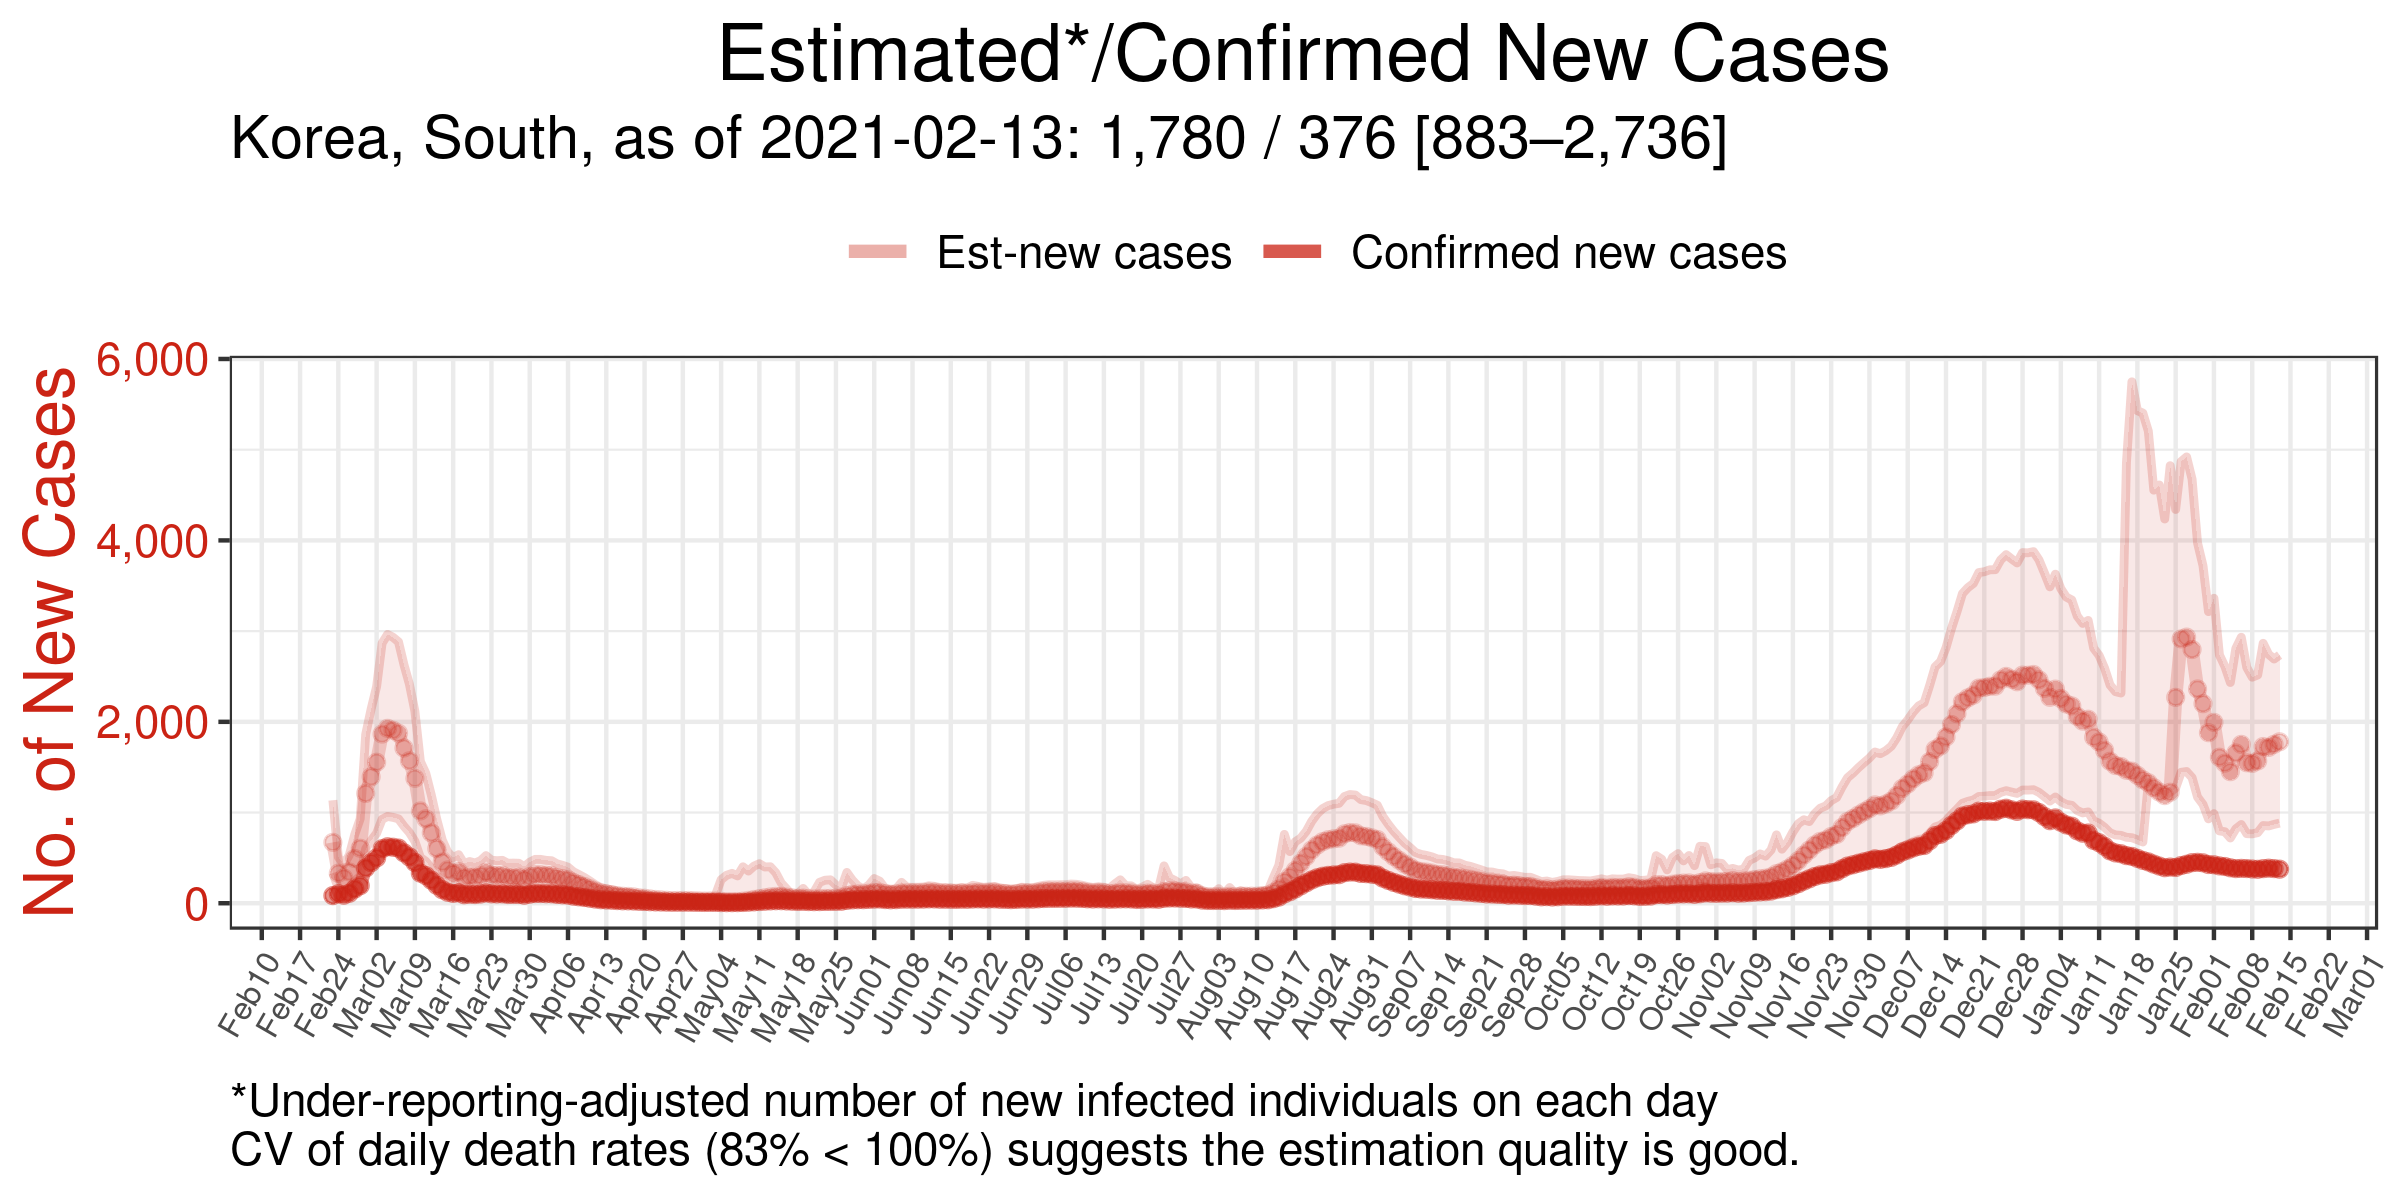 Estimated*/Confirmed New Cases
Korea, South, as of 2021-02-13: 1,780 / 376 [883–2,736]
Est-new cases
Confirmed new cases
No. of New Cases
6,000
4,000
2,000
0
Feb10
Feb17
Feb24
Mar02
Mar09
Mar16
Mar23
Mar30
Apr06
Apr13
Apr20
Apr27
May04
May11
May18
May25
Jun01
Jun08
Jun15
Jun22
Jun29
Jul06
Jul13
Jul20
Jul27
Aug03
Aug10
Aug17
Aug24
Aug31
Sep07
Sep14
Sep21
Sep28
Oct05
Oct12
Oct19
Oct26
Nov02
Nov09
Nov16
Nov23
Nov30
Dec07
Dec14
Dec21
Dec28
Jan04
Jan11
Jan18
Jan25
Feb01
Feb08
Feb15
Feb22
Mar01
*Under-reporting-adjusted number of new infected individuals on each day
CV of daily death rates (83% < 100%) suggests the estimation quality is good.